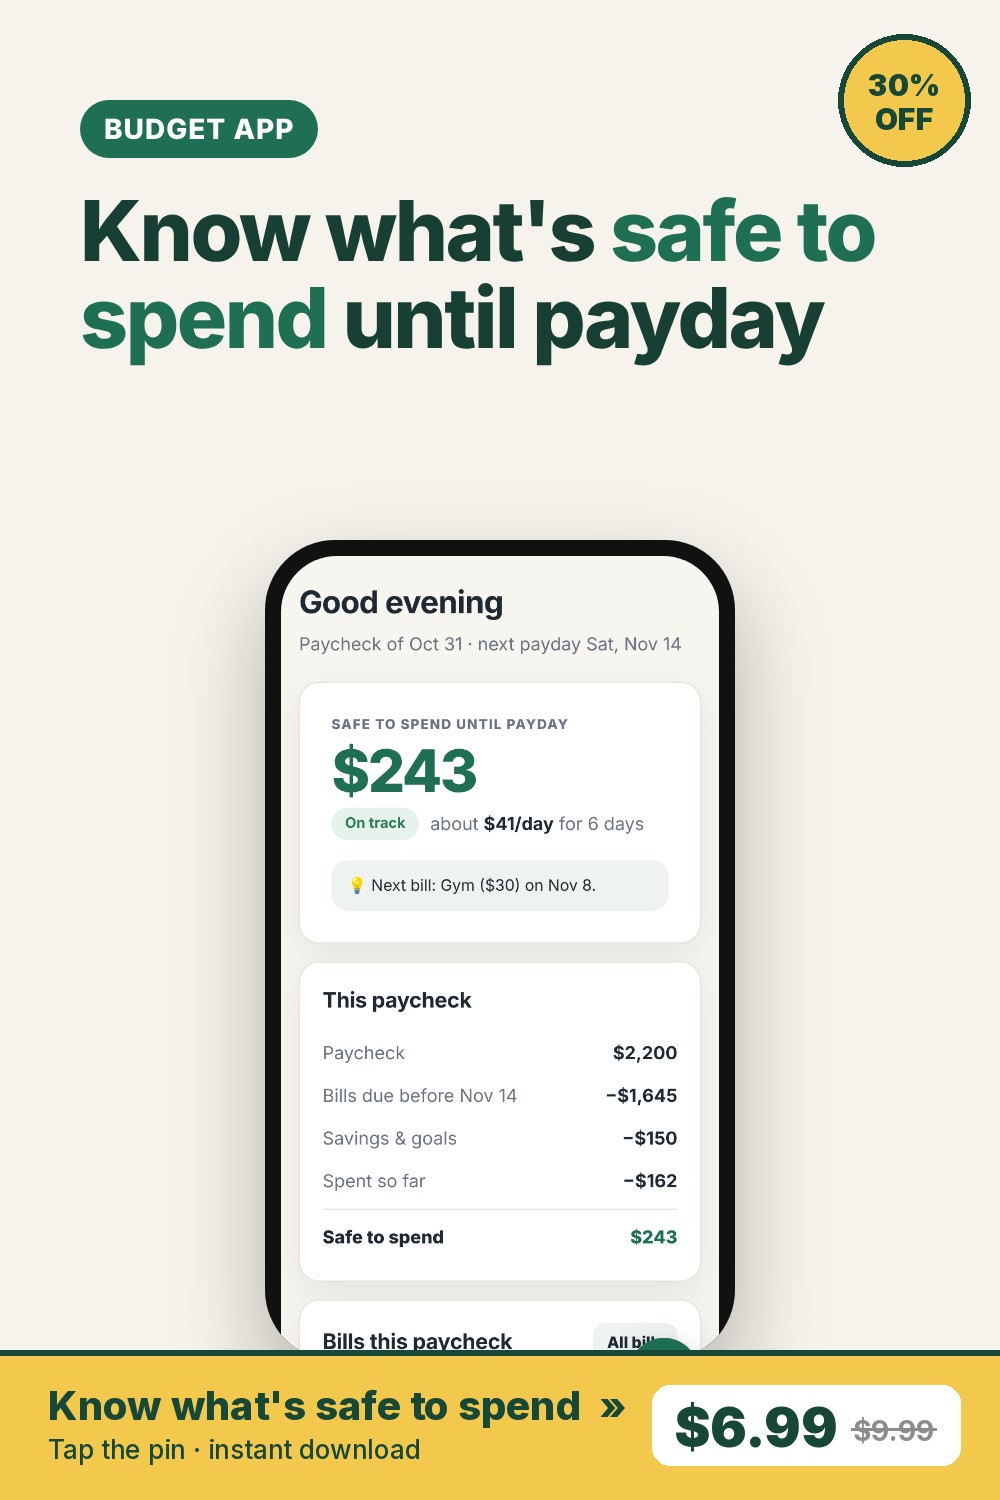 30%
OFF
BUDGET APP
Know what's safe to
spend until payday
Good evening
Paycheck of Oct 31 · next payday Sat, Nov 14
SAFE TO SPEND UNTIL PAYDAY
$243
On track about $41/day for 6 days
💡 Next bill: Gym ($30) on Nov 8.
This paycheck
Paycheck $2,200
Bills due before Nov 14 −$1,645
Savings & goals −$150
Spent so far −$162
Safe to spend $243
Bills this paycheck All
Know what's safe to spend »
Tap the pin · instant download
$6.99 $9.99